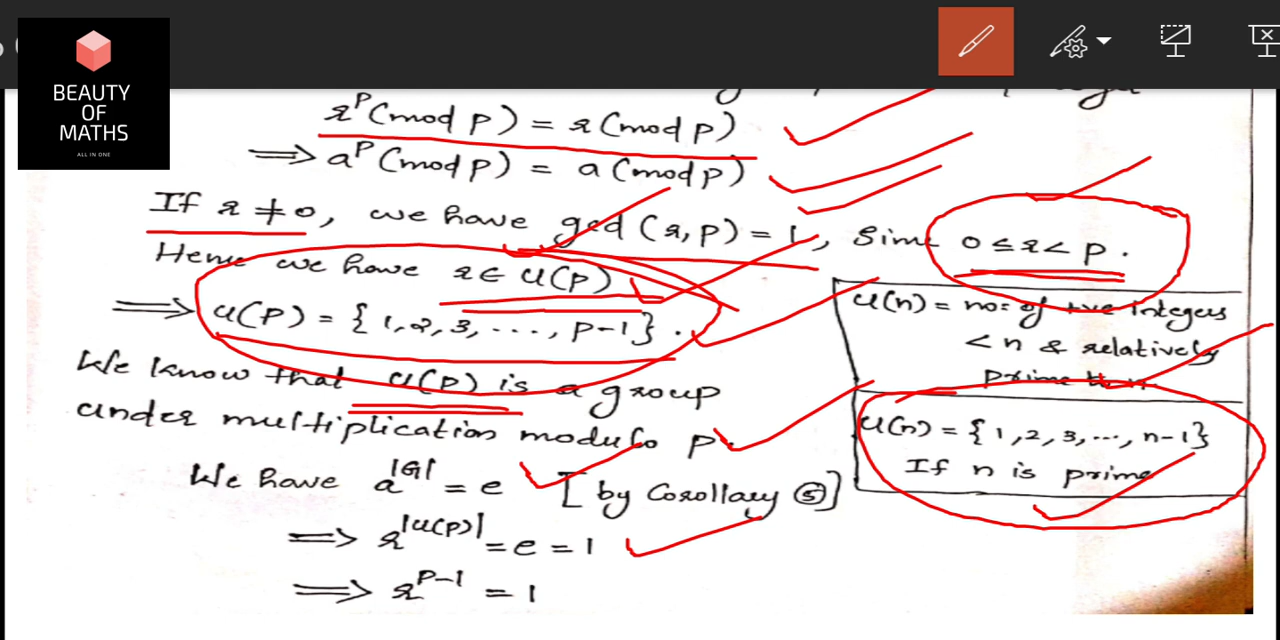 BEAUTY
OF
MATHS
ALL IN ONE
r^P (mod P) = r (mod P)
⟹ a^P (mod P) = a (mod P)
If r ≠ 0, we have gcd (r, P) = 1, Since 0 ≤ r < P.
Hence we have r ∈ U(P)
⟹ U(P) = {1, 2, 3, ..., P-1}.
We know that U(P) is a group
under multiplication modulo P.
We have a^|G| = e [by Corollary ⑤]
⟹ r^|U(P)| = e = 1
⟹ r^(P-1) = 1
U(n) = no: of +ve integers
< n & relatively
prime to n
U(n) = {1, 2, 3, ..., n-1}
If n is prime